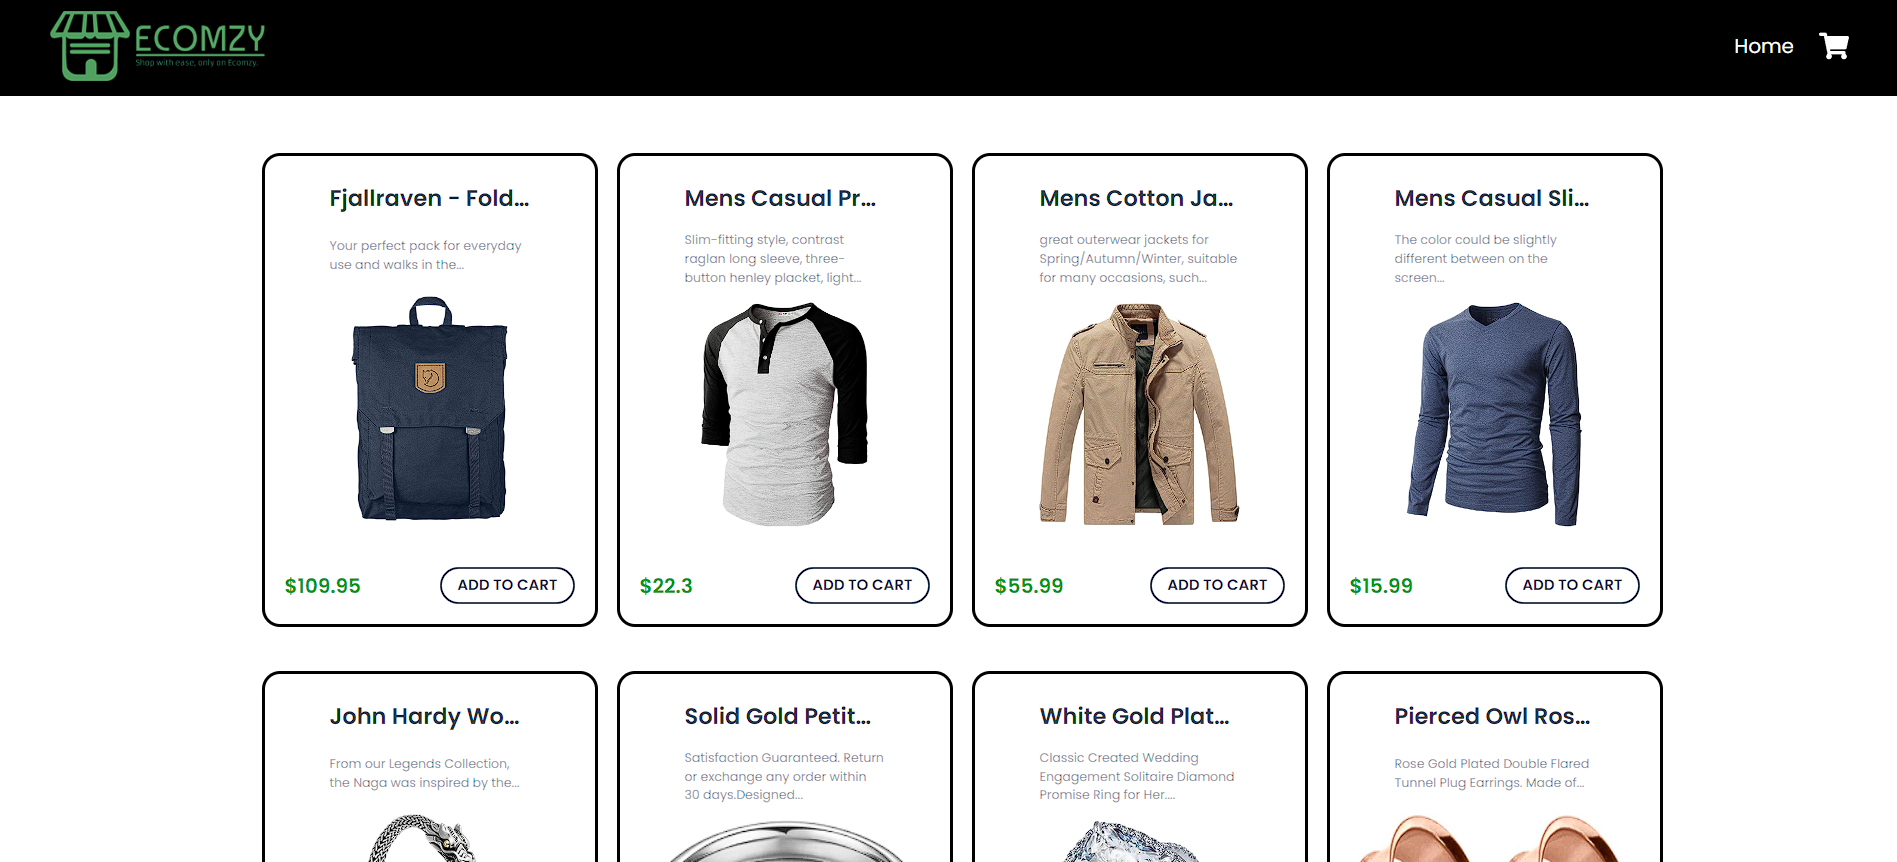 ECOMZY
Shop with ease, only on Ecomzy.
Home
Fjallraven - Fold...
Your perfect pack for everyday
use and walks in the...
$109.95
ADD TO CART
Mens Casual Pr...
Slim-fitting style, contrast
raglan long sleeve, three-
button henley placket, light...
$22.3
ADD TO CART
Mens Cotton Ja...
great outerwear jackets for
Spring/Autumn/Winter, suitable
for many occasions, such...
$55.99
ADD TO CART
Mens Casual Sli...
The color could be slightly
different between on the
screen...
$15.99
ADD TO CART
John Hardy Wo...
From our Legends Collection,
the Naga was inspired by the...
Solid Gold Petit...
Satisfaction Guaranteed. Return
or exchange any order within
30 days.Designed...
White Gold Plat...
Classic Created Wedding
Engagement Solitaire Diamond
Promise Ring for Her....
Pierced Owl Ros...
Rose Gold Plated Double Flared
Tunnel Plug Earrings. Made of...